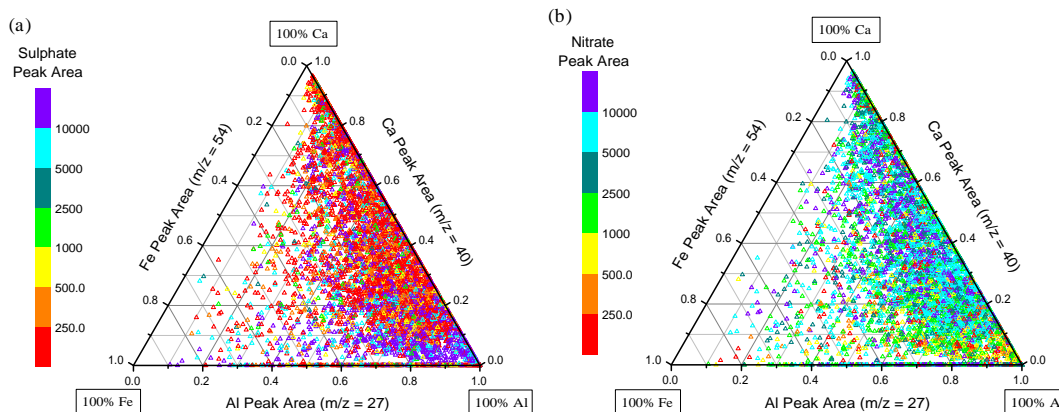 (a)
Sulphate
Peak Area
10000
5000
2500
1000
500.0
250.0
100% Ca
0.0 1.0
0.2 0.8
0.4 0.6
0.6 0.4
0.8 0.2
1.0 0.0
Fe Peak Area (m/z = 54)
Ca Peak Area (m/z = 40)
0.0 0.2 0.4 0.6 0.8 1.0
100% Fe
Al Peak Area (m/z = 27)
100% Al
(b)
Nitrate
Peak Area
10000
5000
2500
1000
500.0
250.0
100% Ca
0.0 1.0
0.2 0.8
0.4 0.6
0.6 0.4
0.8 0.2
1.0 0.0
Fe Peak Area (m/z = 54)
Ca Peak Area (m/z = 40)
0.0 0.2 0.4 0.6 0.8 1.0
100% Fe
Al Peak Area (m/z = 27)
100% A